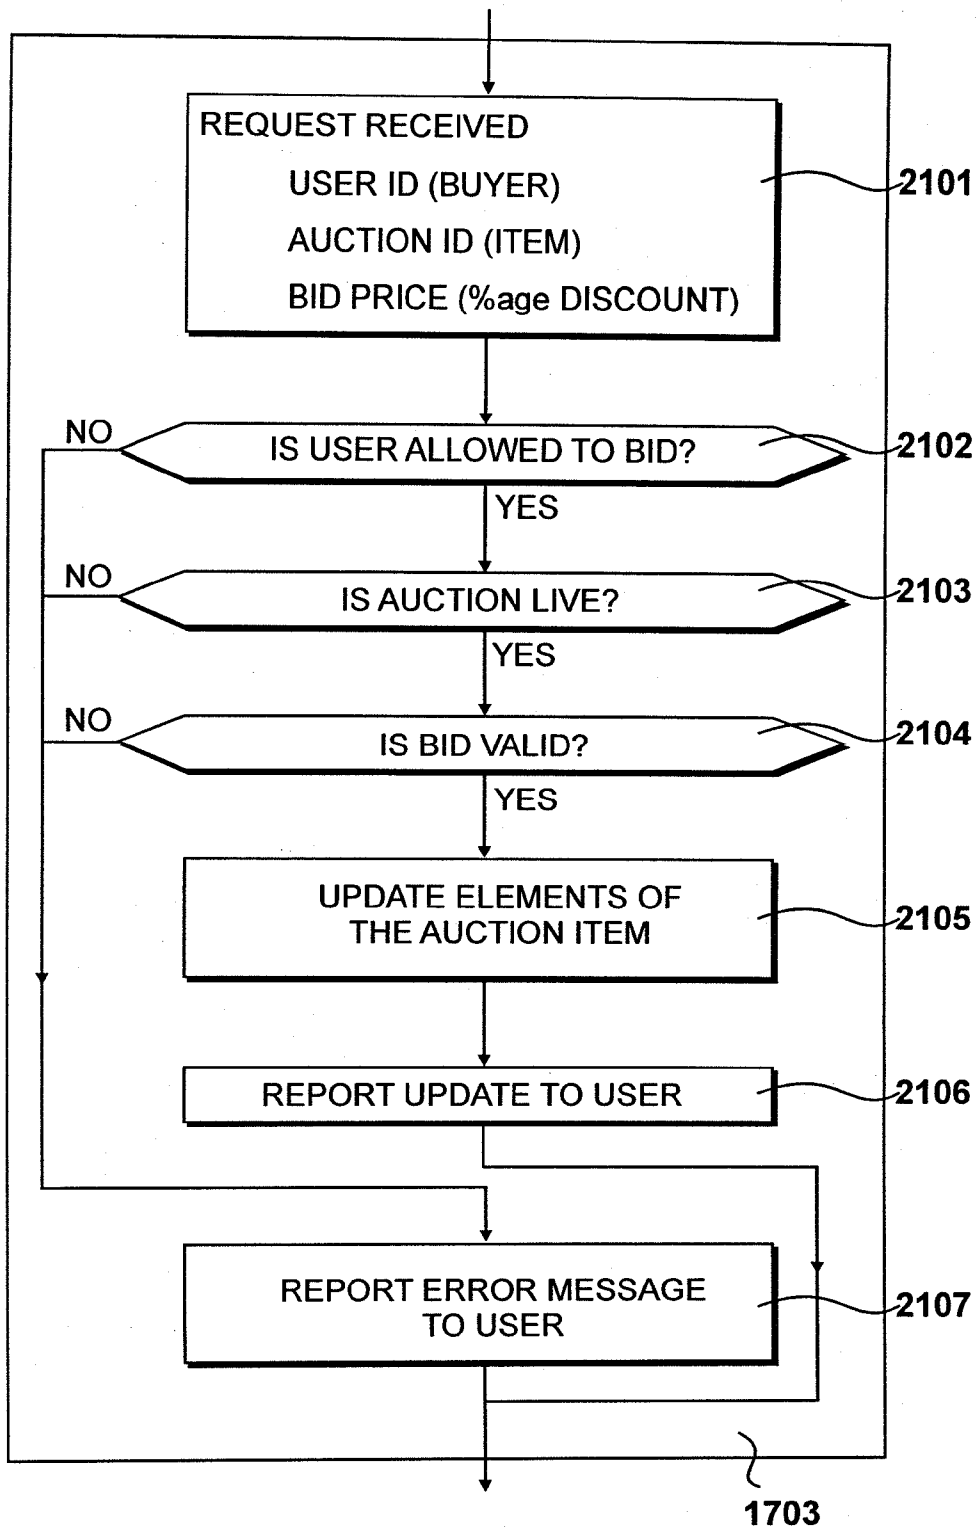 REQUEST RECEIVED
USER ID (BUYER)
AUCTION ID (ITEM)
BID PRICE (%age DISCOUNT)
2101
NO
IS USER ALLOWED TO BID?
2102
YES
NO
IS AUCTION LIVE?
2103
YES
NO
IS BID VALID?
2104
YES
UPDATE ELEMENTS OF
THE AUCTION ITEM
2105
REPORT UPDATE TO USER
2106
REPORT ERROR MESSAGE
TO USER
2107
1703